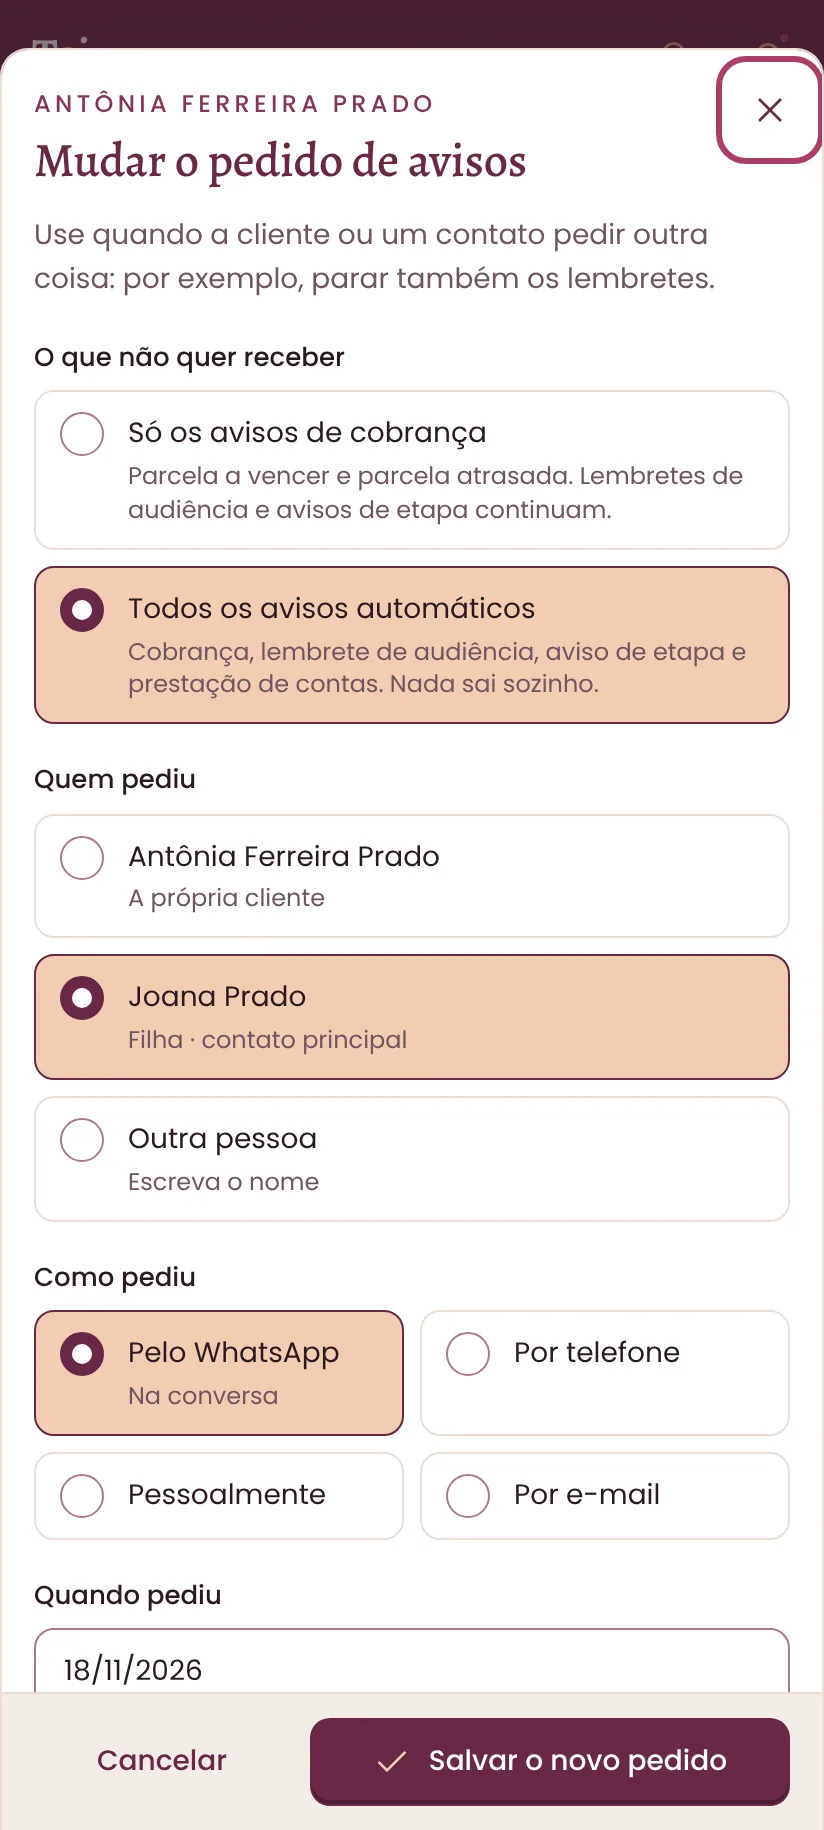 ANTÔNIA FERREIRA PRADO
Mudar o pedido de avisos
Use quando a cliente ou um contato pedir outra
coisa: por exemplo, parar também os lembretes.
O que não quer receber
Só os avisos de cobrança
Parcela a vencer e parcela atrasada. Lembretes de
audiência e avisos de etapa continuam.
Todos os avisos automáticos
Cobrança, lembrete de audiência, aviso de etapa e
prestação de contas. Nada sai sozinho.
Quem pediu
Antônia Ferreira Prado
A própria cliente
Joana Prado
Filha · contato principal
Outra pessoa
Escreva o nome
Como pediu
Pelo WhatsApp
Na conversa
Por telefone
Pessoalmente
Por e-mail
Quando pediu
18/11/2026
Cancelar
Salvar o novo pedido